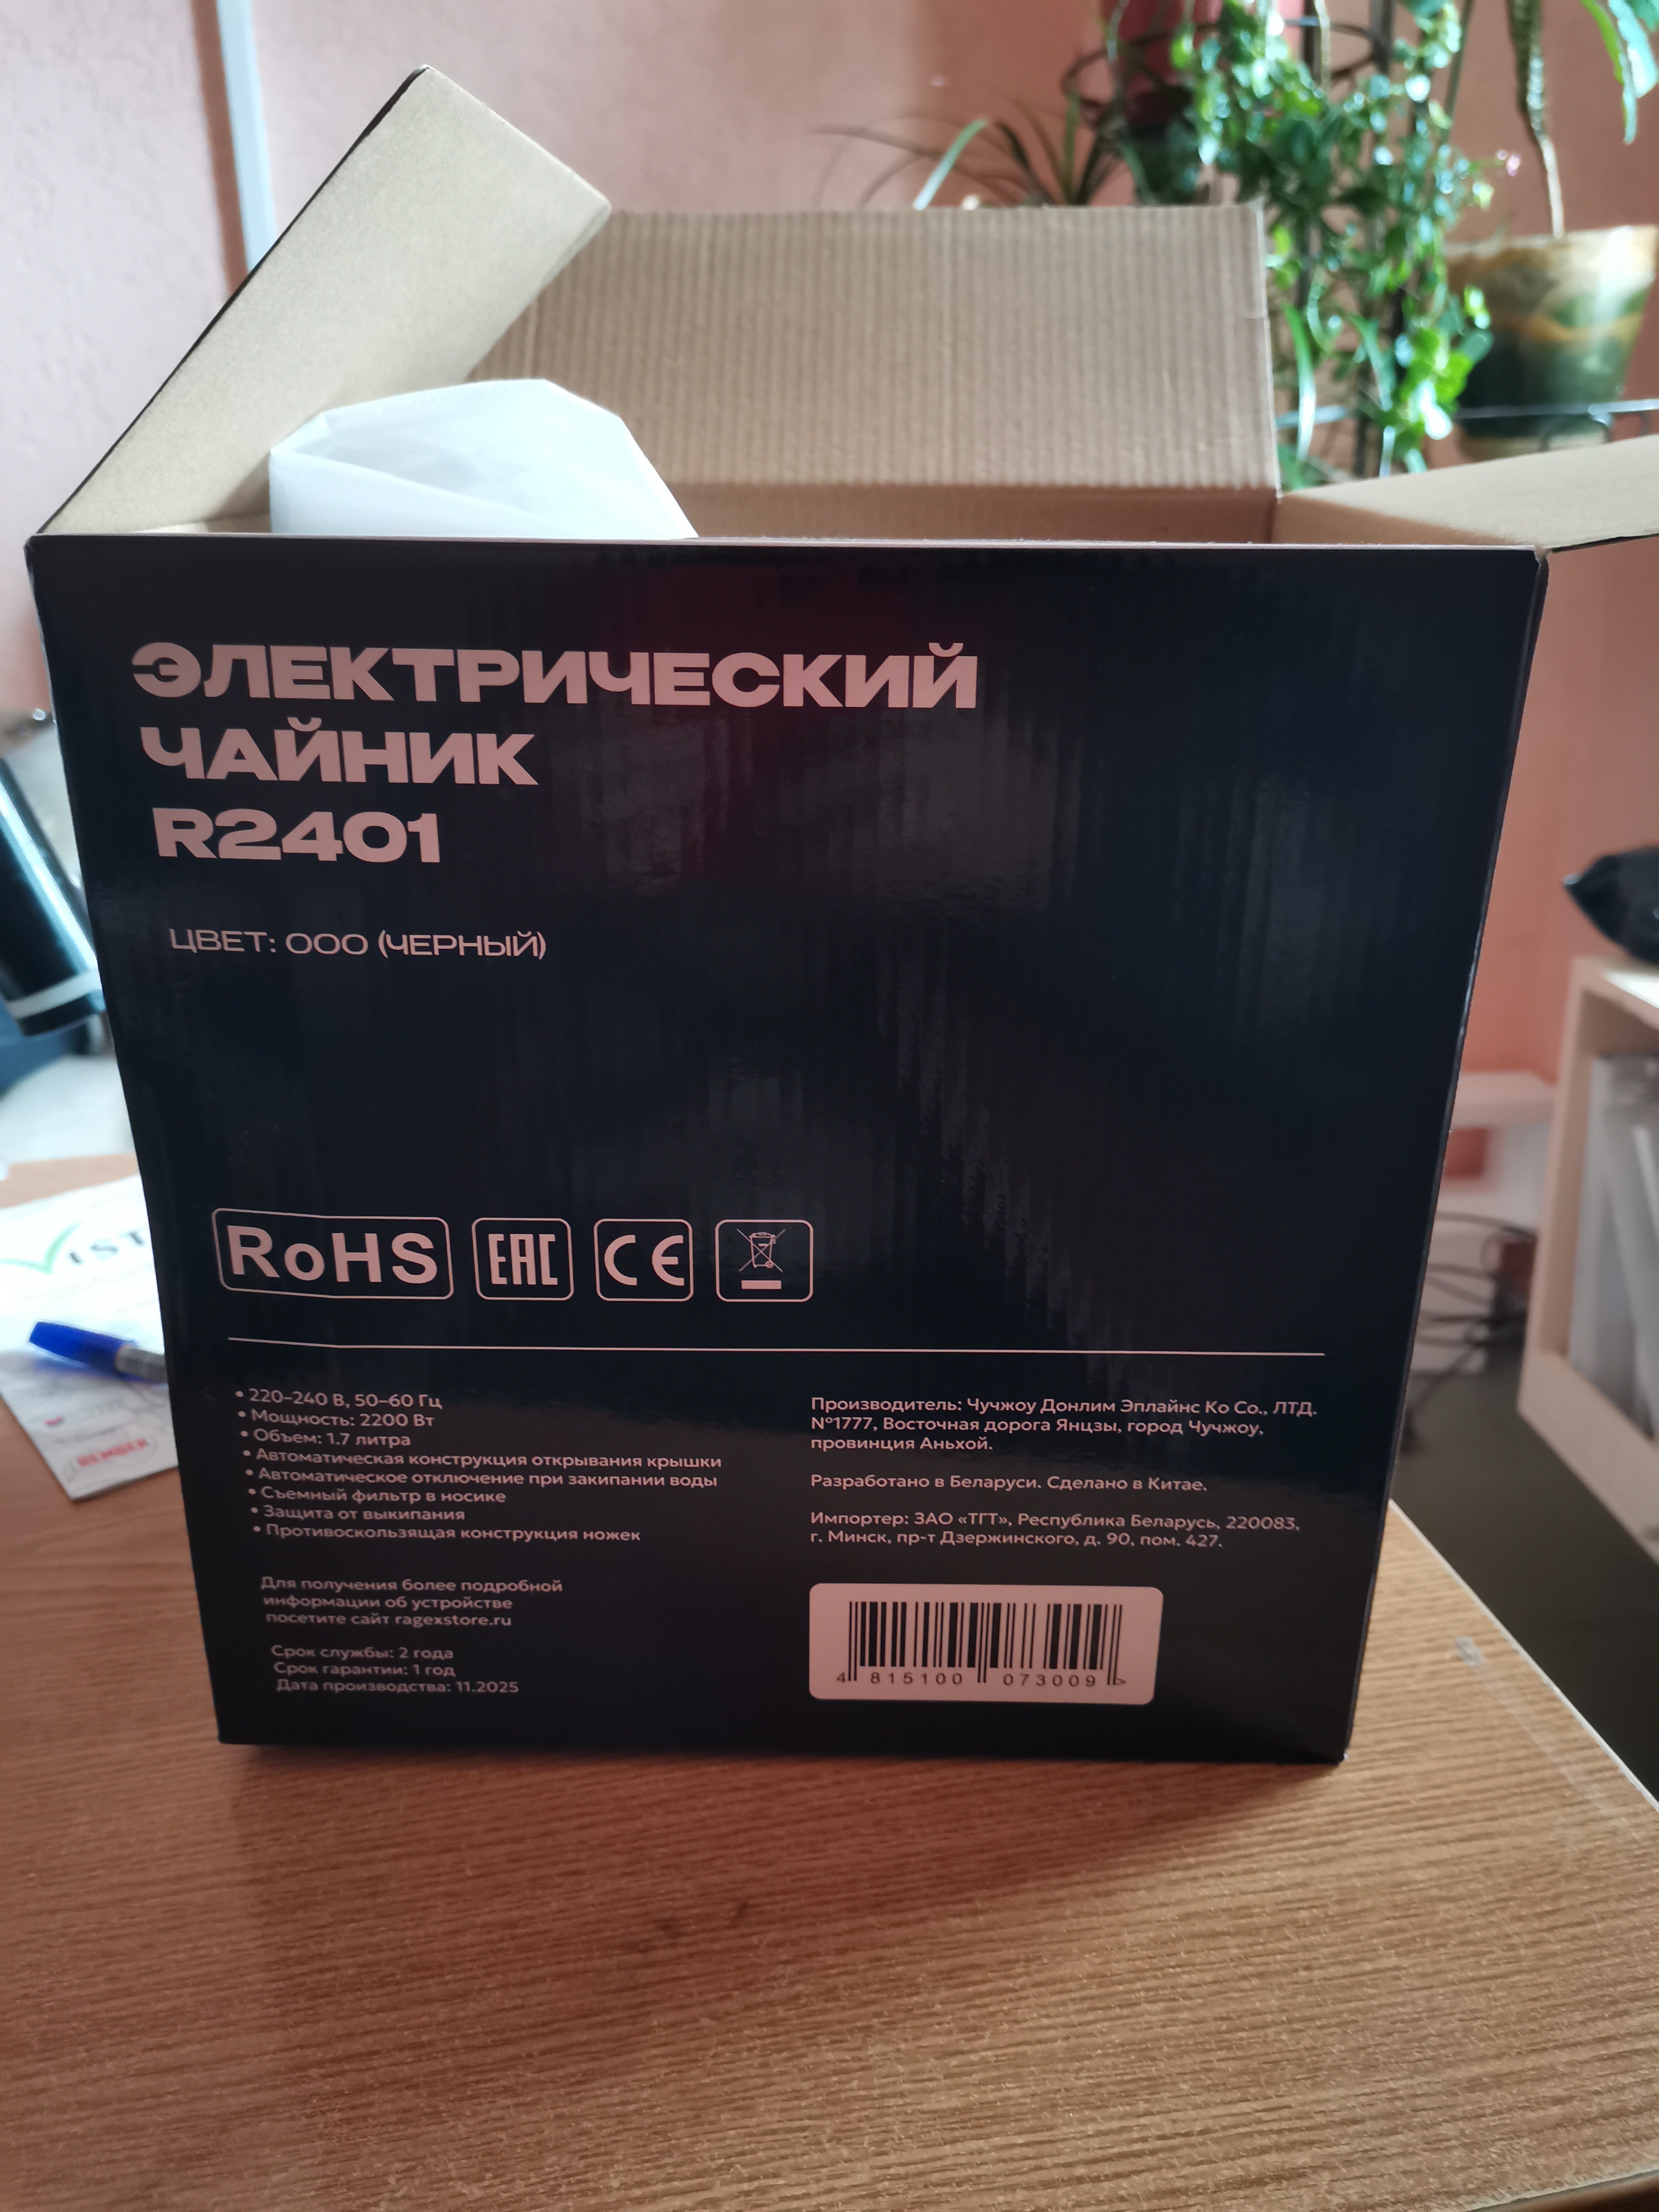 ЭЛЕКТРИЧЕСКИЙ
ЧАЙНИК
R2401
ЦВЕТ: 000 (ЧЕРНЫЙ)
RoHS
EAC
CE
• 220–240 В, 50–60 Гц
• Мощность: 2200 Вт
• Объем: 1.7 литра
• Автоматическая конструкция открывания крышки
• Автоматическое отключение при закипании воды
• Съемный фильтр в носике
• Защита от выкипания
• Противоскользящая конструкция ножек
Для получения более подробной
информации об устройстве
посетите сайт ragexstore.ru
Срок службы: 2 года
Срок гарантии: 1 год
Дата производства: 11.2025
Производитель: Чучжоу Донлим Эплайнс Ко Со., ЛТД.
№1777, Восточная дорога Янцзы, город Чучжоу,
провинция Аньхой.
Разработано в Беларуси. Сделано в Китае.
Импортер: ЗАО «ТГТ», Республика Беларусь, 220083,
г. Минск, пр-т Дзержинского, д. 90, пом. 427.
4 815100 073009 >